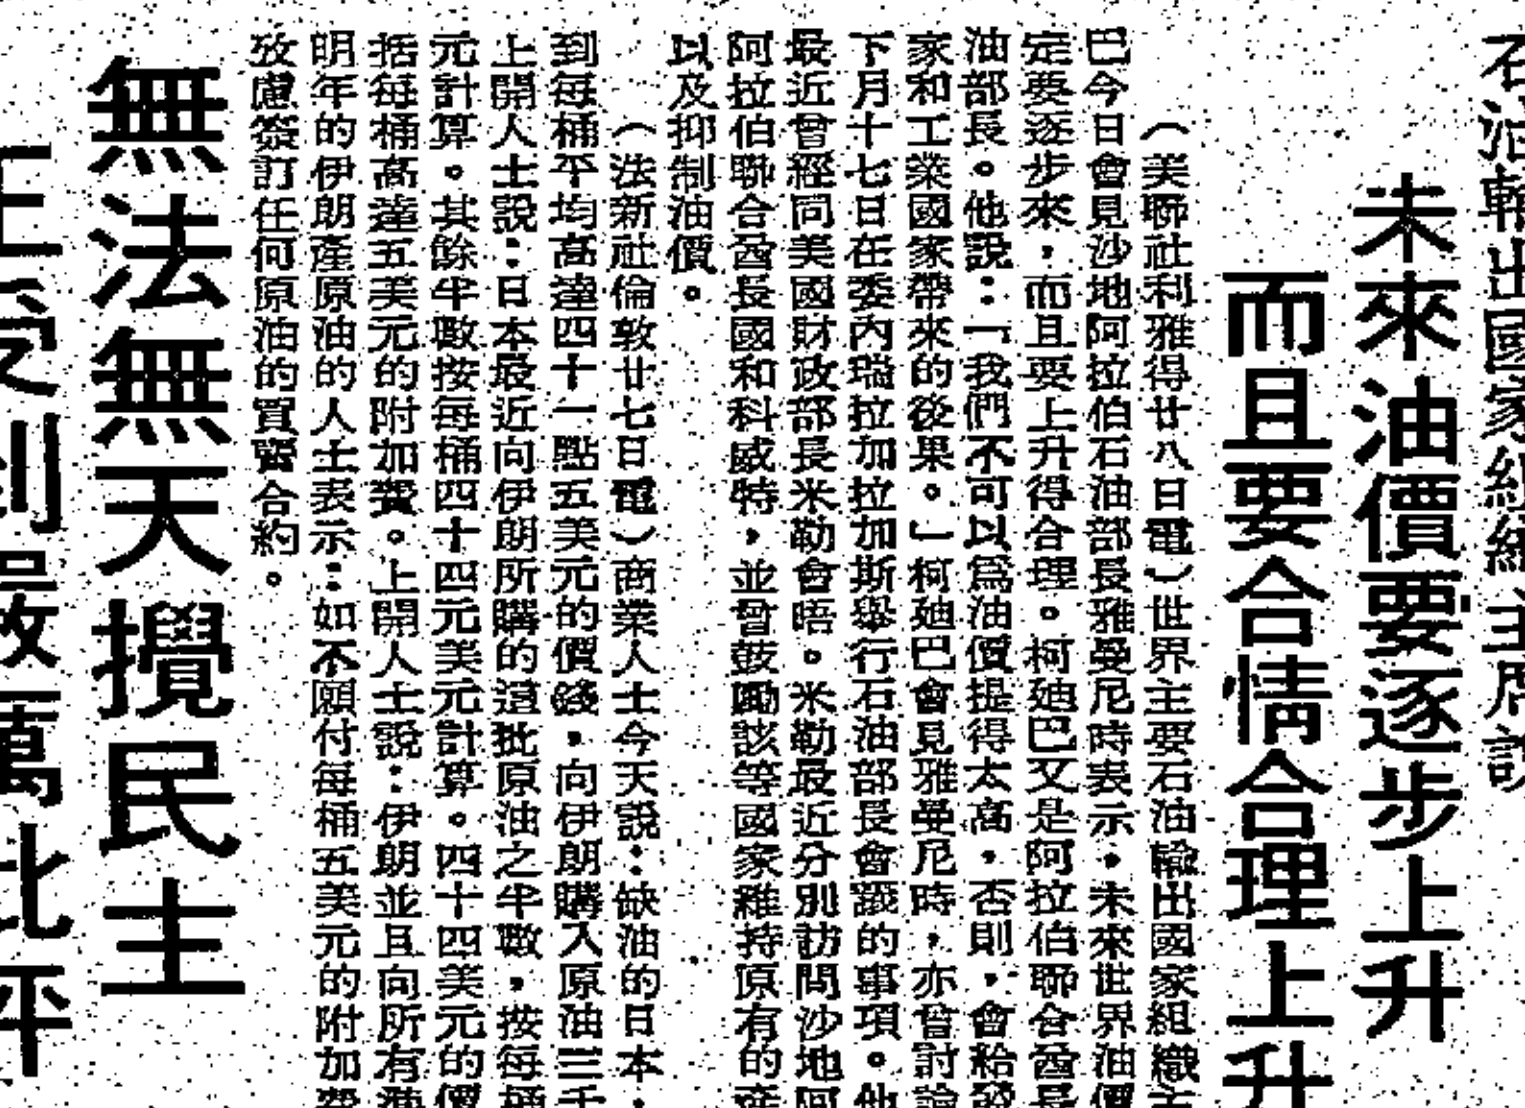 石油輸出國家組織主席説
未來油價要逐步上升
而且要合情合理上升
（美聯社利雅得廿八日電）世界主要石油輸出國家組織主
巴今日會見沙地阿拉伯石油部長雅曼尼時表示，未來世界油價
定要逐步來，而且要上升得合理。柯廸巴又是阿拉伯聯合酋長
油部長。他説：「我們不可以爲油價提得太高，否則，會給發
家和工業國家帶來的後果。」柯廸巴會見雅曼尼時，亦曾討論
下月十七日在委內瑞拉加拉加斯舉行石油部長會議的事項。他
最近曾經同美國財政部長米勒會晤。米勒最近分別訪問沙地阿
阿拉伯聯合酋長國和科威特，並曾鼓勵該等國家維持原有的產
以及抑制油價。
（法新社倫敦廿七日電）商業人士今天説：缺油的日本，
到每桶平均高達四十一點五美元的價錢，向伊朗購入原油三千
上開人士説：日本最近向伊朗所購的這批原油之半數，按每桶
元計算。其餘半數按每桶四十四元美元計算。四十四美元的價
括每桶高達五美元的附加費。上開人士説：伊朗並且向所有
明年的伊朗產原油的人士表示：如不願付每桶五美元的附加費
攷慮簽訂任何原油的買賣合約。
無法無天攪民主
受到
萬比評